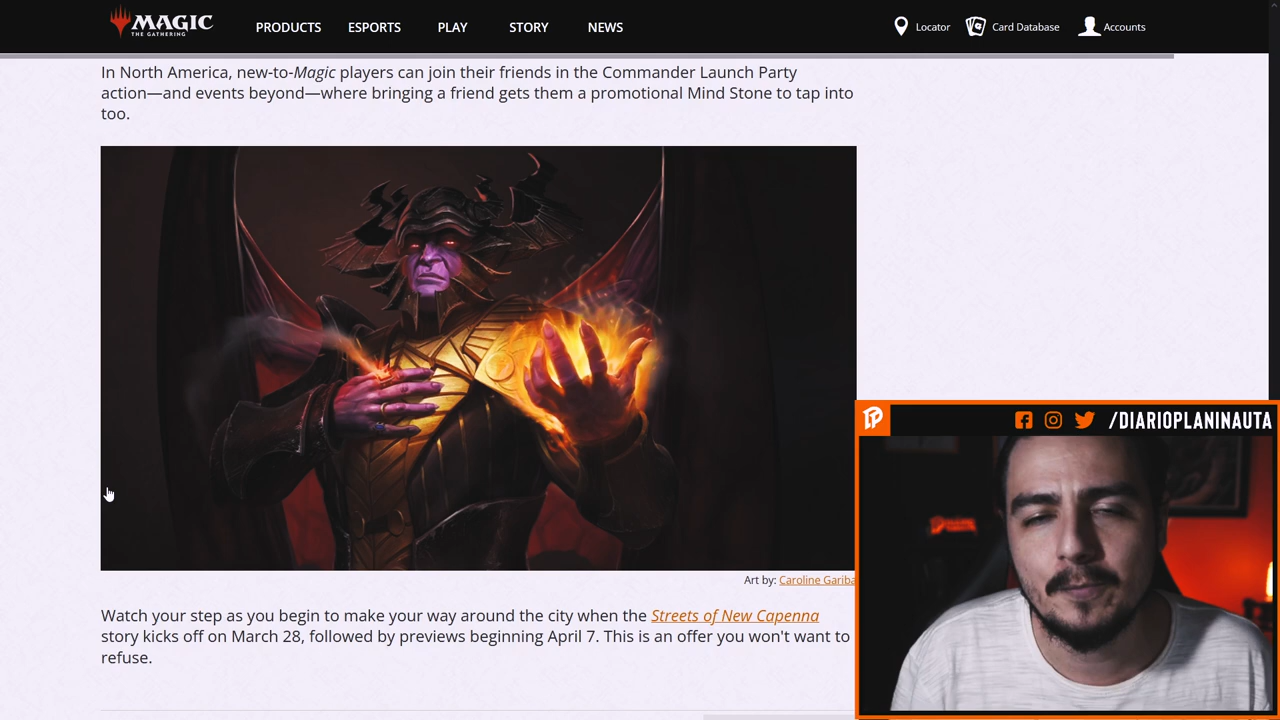 MAGIC
THE GATHERING
PRODUCTS ESPORTS PLAY STORY NEWS
Locator Card Database Accounts
In North America, new-to-Magic players can join their friends in the Commander Launch Party
action—and events beyond—where bringing a friend gets them a promotional Mind Stone to tap into
too.
Art by: Caroline Gariba
/DIARIOPLANINAUTA
Watch your step as you begin to make your way around the city when the Streets of New Capenna
story kicks off on March 28, followed by previews beginning April 7. This is an offer you won't want to
refuse.